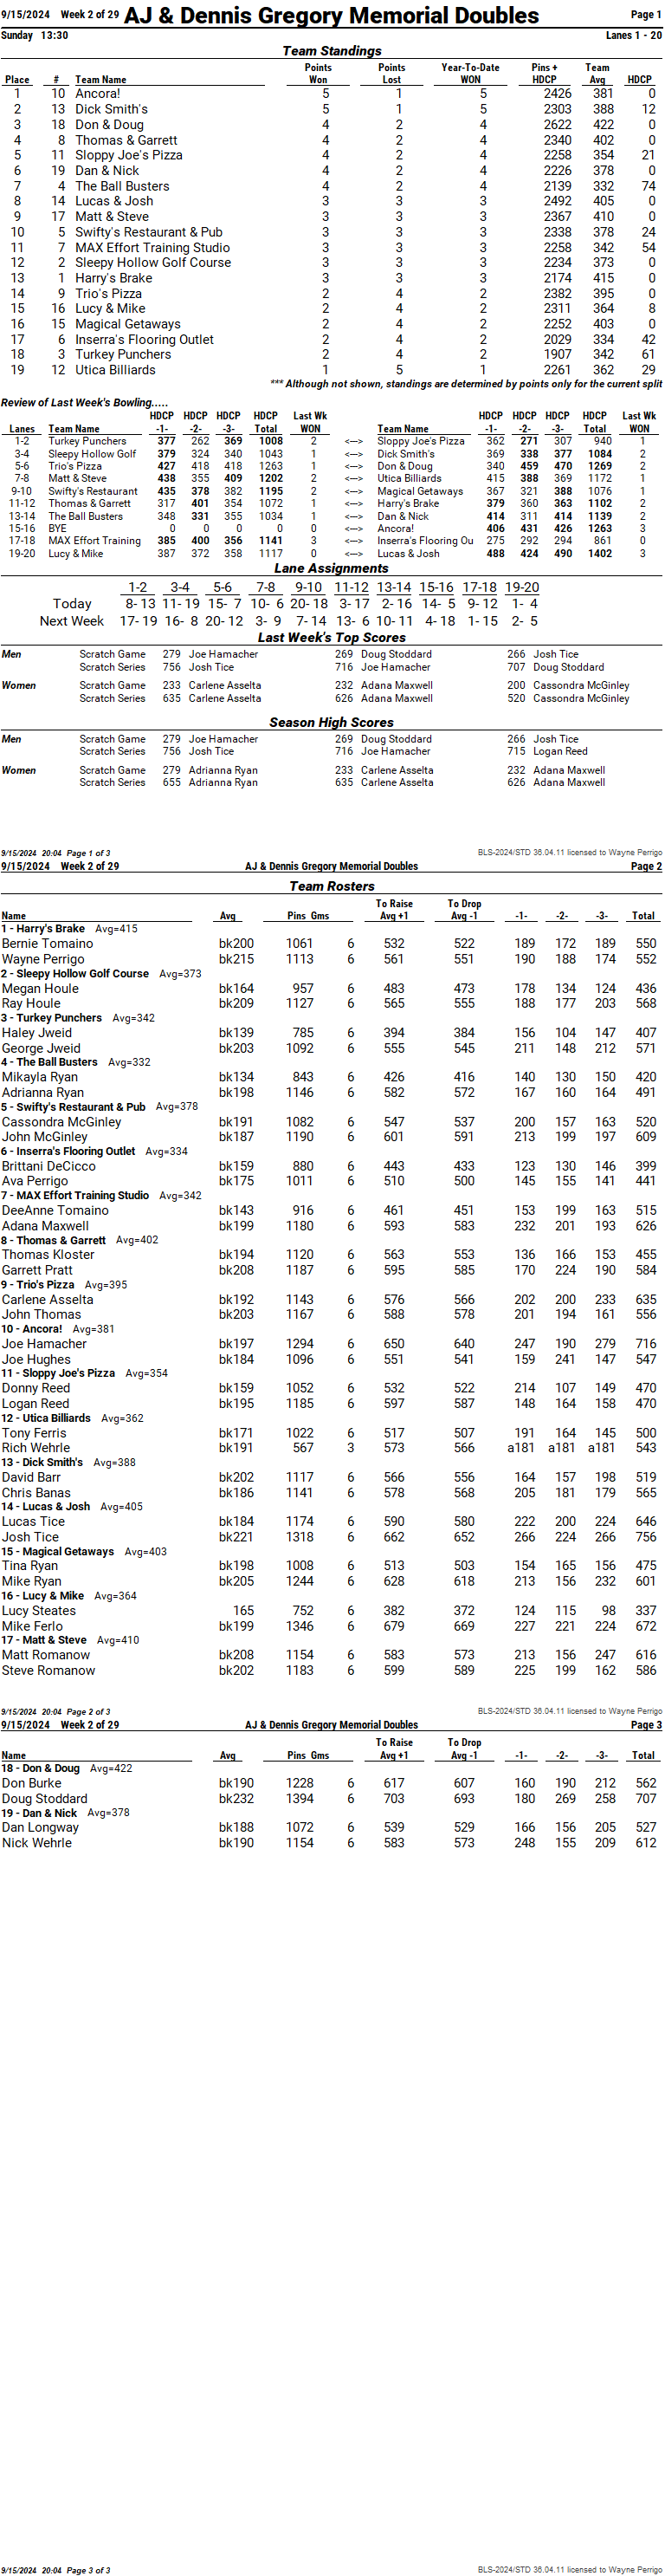 9/15/2024 Week 2 of 29 AJ & Dennis Gregory Memorial Doubles Page 1
Sunday 13:30 Lanes 1 - 20
Team Standings
Points Points Year-To-Date Pins + Team
Place # Team Name Won Lost WON HDCP Avg HDCP
1 10 Ancora! 5 1 5 2426 381 0
2 13 Dick Smith's 5 1 5 2303 388 12
3 18 Don & Doug 4 2 4 2622 422 0
4 8 Thomas & Garrett 4 2 4 2340 402 0
5 11 Sloppy Joe's Pizza 4 2 4 2258 354 21
6 19 Dan & Nick 4 2 4 2226 378 0
7 4 The Ball Busters 4 2 4 2139 332 74
8 14 Lucas & Josh 3 3 3 2492 405 0
9 17 Matt & Steve 3 3 3 2367 410 0
10 5 Swifty's Restaurant & Pub 3 3 3 2338 378 24
11 7 MAX Effort Training Studio 3 3 3 2258 342 54
12 2 Sleepy Hollow Golf Course 3 3 3 2234 373 0
13 1 Harry's Brake 3 3 3 2174 415 0
14 9 Trio's Pizza 2 4 2 2382 395 0
15 16 Lucy & Mike 2 4 2 2311 364 8
16 15 Magical Getaways 2 4 2 2252 403 0
17 6 Inserra's Flooring Outlet 2 4 2 2029 334 42
18 3 Turkey Punchers 2 4 2 1907 342 61
19 12 Utica Billiards 1 5 1 2261 362 29
*** Although not shown, standings are determined by points only for the current split
Review of Last Week's Bowling.....
HDCP HDCP HDCP HDCP Last Wk HDCP HDCP HDCP HDCP Last Wk
Lanes Team Name -1- -2- -3- Total WON Team Name -1- -2- -3- Total WON
1-2 Turkey Punchers 377 262 369 1008 2 <---> Sloppy Joe's Pizza 362 271 307 940 1
3-4 Sleepy Hollow Golf 379 324 340 1043 1 <---> Dick Smith's 369 338 377 1084 2
5-6 Trio's Pizza 427 418 418 1263 1 <---> Don & Doug 340 459 470 1269 2
7-8 Matt & Steve 438 355 409 1202 2 <---> Utica Billiards 415 388 369 1172 1
9-10 Swifty's Restaurant 435 378 382 1195 2 <---> Magical Getaways 367 321 388 1076 1
11-12 Thomas & Garrett 317 401 354 1072 1 <---> Harry's Brake 379 360 363 1102 2
13-14 The Ball Busters 348 331 355 1034 1 <---> Dan & Nick 414 311 414 1139 2
15-16 BYE 0 0 0 0 0 <---> Ancora! 406 431 426 1263 3
17-18 MAX Effort Training 385 400 356 1141 3 <---> Inserra's Flooring Ou 275 292 294 861 0
19-20 Lucy & Mike 387 372 358 1117 0 <---> Lucas & Josh 488 424 490 1402 3
Lane Assignments
1-2 3-4 5-6 7-8 9-10 11-12 13-14 15-16 17-18 19-20
Today 8- 13 11- 19 15- 7 10- 6 20- 18 3- 17 2- 16 14- 5 9- 12 1- 4
Next Week 17- 19 16- 8 20- 12 3- 9 7- 14 13- 6 10- 11 4- 18 1- 15 2- 5
Last Week's Top Scores
Men Scratch Game 279 Joe Hamacher 269 Doug Stoddard 266 Josh Tice
Scratch Series 756 Josh Tice 716 Joe Hamacher 707 Doug Stoddard
Women Scratch Game 233 Carlene Asselta 232 Adana Maxwell 200 Cassondra McGinley
Scratch Series 635 Carlene Asselta 626 Adana Maxwell 520 Cassondra McGinley
Season High Scores
Men Scratch Game 279 Joe Hamacher 269 Doug Stoddard 266 Josh Tice
Scratch Series 756 Josh Tice 716 Joe Hamacher 715 Logan Reed
Women Scratch Game 279 Adrianna Ryan 233 Carlene Asselta 232 Adana Maxwell
Scratch Series 655 Adrianna Ryan 635 Carlene Asselta 626 Adana Maxwell
9/15/2024 20:04 Page 1 of 3 BLS-2024/STD 36.04.11 licensed to Wayne Perrigo
9/15/2024 Week 2 of 29 AJ & Dennis Gregory Memorial Doubles Page 2
Team Rosters
To Raise To Drop
Name Avg Pins Gms Avg +1 Avg -1 -1- -2- -3- Total
1 - Harry's Brake Avg=415
Bernie Tomaino bk200 1061 6 532 522 189 172 189 550
Wayne Perrigo bk215 1113 6 561 551 190 188 174 552
2 - Sleepy Hollow Golf Course Avg=373
Megan Houle bk164 957 6 483 473 178 134 124 436
Ray Houle bk209 1127 6 565 555 188 177 203 568
3 - Turkey Punchers Avg=342
Haley Jweid bk139 785 6 394 384 156 104 147 407
George Jweid bk203 1092 6 555 545 211 148 212 571
4 - The Ball Busters Avg=332
Mikayla Ryan bk134 843 6 426 416 140 130 150 420
Adrianna Ryan bk198 1146 6 582 572 167 160 164 491
5 - Swifty's Restaurant & Pub Avg=378
Cassondra McGinley bk191 1082 6 547 537 200 157 163 520
John McGinley bk187 1190 6 601 591 213 199 197 609
6 - Inserra's Flooring Outlet Avg=334
Brittani DeCicco bk159 880 6 443 433 123 130 146 399
Ava Perrigo bk175 1011 6 510 500 145 155 141 441
7 - MAX Effort Training Studio Avg=342
DeeAnne Tomaino bk143 916 6 461 451 153 199 163 515
Adana Maxwell bk199 1180 6 593 583 232 201 193 626
8 - Thomas & Garrett Avg=402
Thomas Kloster bk194 1120 6 563 553 136 166 153 455
Garrett Pratt bk208 1187 6 595 585 170 224 190 584
9 - Trio's Pizza Avg=395
Carlene Asselta bk192 1143 6 576 566 202 200 233 635
John Thomas bk203 1167 6 588 578 201 194 161 556
10 - Ancora! Avg=381
Joe Hamacher bk197 1294 6 650 640 247 190 279 716
Joe Hughes bk184 1096 6 551 541 159 241 147 547
11 - Sloppy Joe's Pizza Avg=354
Donny Reed bk159 1052 6 532 522 214 107 149 470
Logan Reed bk195 1185 6 597 587 148 164 158 470
12 - Utica Billiards Avg=362
Tony Ferris bk171 1022 6 517 507 191 164 145 500
Rich Wehrle bk191 567 3 573 566 a181 a181 a181 543
13 - Dick Smith's Avg=388
David Barr bk202 1117 6 566 556 164 157 198 519
Chris Banas bk186 1141 6 578 568 205 181 179 565
14 - Lucas & Josh Avg=405
Lucas Tice bk184 1174 6 590 580 222 200 224 646
Josh Tice bk221 1318 6 662 652 266 224 266 756
15 - Magical Getaways Avg=403
Tina Ryan bk198 1008 6 513 503 154 165 156 475
Mike Ryan bk205 1244 6 628 618 213 156 232 601
16 - Lucy & Mike Avg=364
Lucy Steates 165 752 6 382 372 124 115 98 337
Mike Ferlo bk199 1346 6 679 669 227 221 224 672
17 - Matt & Steve Avg=410
Matt Romanow bk208 1154 6 583 573 213 156 247 616
Steve Romanow bk202 1183 6 599 589 225 199 162 586
9/15/2024 20:04 Page 2 of 3 BLS-2024/STD 36.04.11 licensed to Wayne Perrigo
9/15/2024 Week 2 of 29 AJ & Dennis Gregory Memorial Doubles Page 3
To Raise To Drop
Name Avg Pins Gms Avg +1 Avg -1 -1- -2- -3- Total
18 - Don & Doug Avg=422
Don Burke bk190 1228 6 617 607 160 190 212 562
Doug Stoddard bk232 1394 6 703 693 180 269 258 707
19 - Dan & Nick Avg=378
Dan Longway bk188 1072 6 539 529 166 156 205 527
Nick Wehrle bk190 1154 6 583 573 248 155 209 612
9/15/2024 20:04 Page 3 of 3 BLS-2024/STD 36.04.11 licensed to Wayne Perrigo